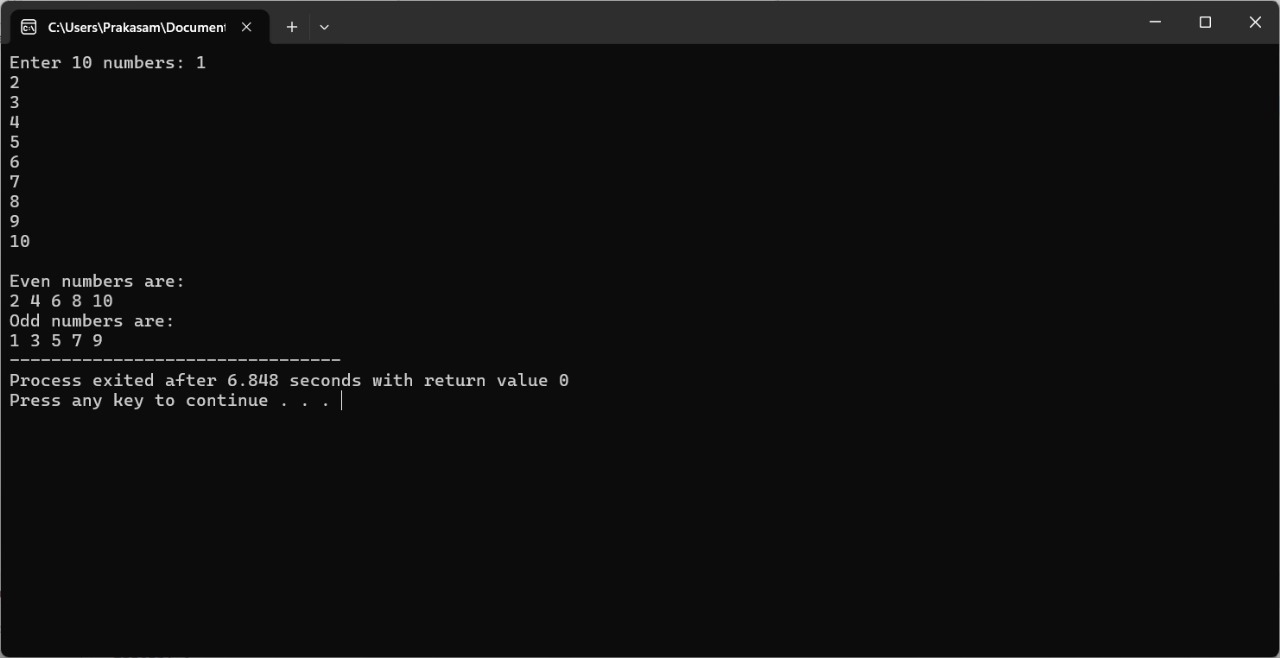 C:\Users\Prakasam\Document
Enter 10 numbers: 1
2
3
4
5
6
7
8
9
10
Even numbers are:
2 4 6 8 10
Odd numbers are:
1 3 5 7 9
--------------------------------
Process exited after 6.848 seconds with return value 0
Press any key to continue . . .